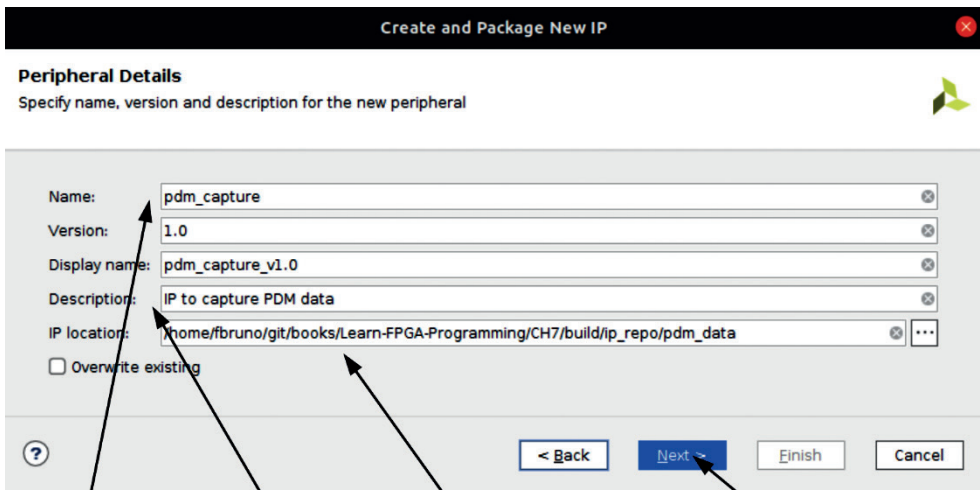 Create and Package New IP
Peripheral Details
Specify name, version and description for the new peripheral
Name: pdm_capture
Version: 1.0
Display name: pdm_capture_v1.0
Description: IP to capture PDM data
IP location: /home/fbruno/git/books/Learn-FPGA-Programming/CH7/build/ip_repo/pdm_data ...
Overwrite existing
? < Back Next > Finish Cancel